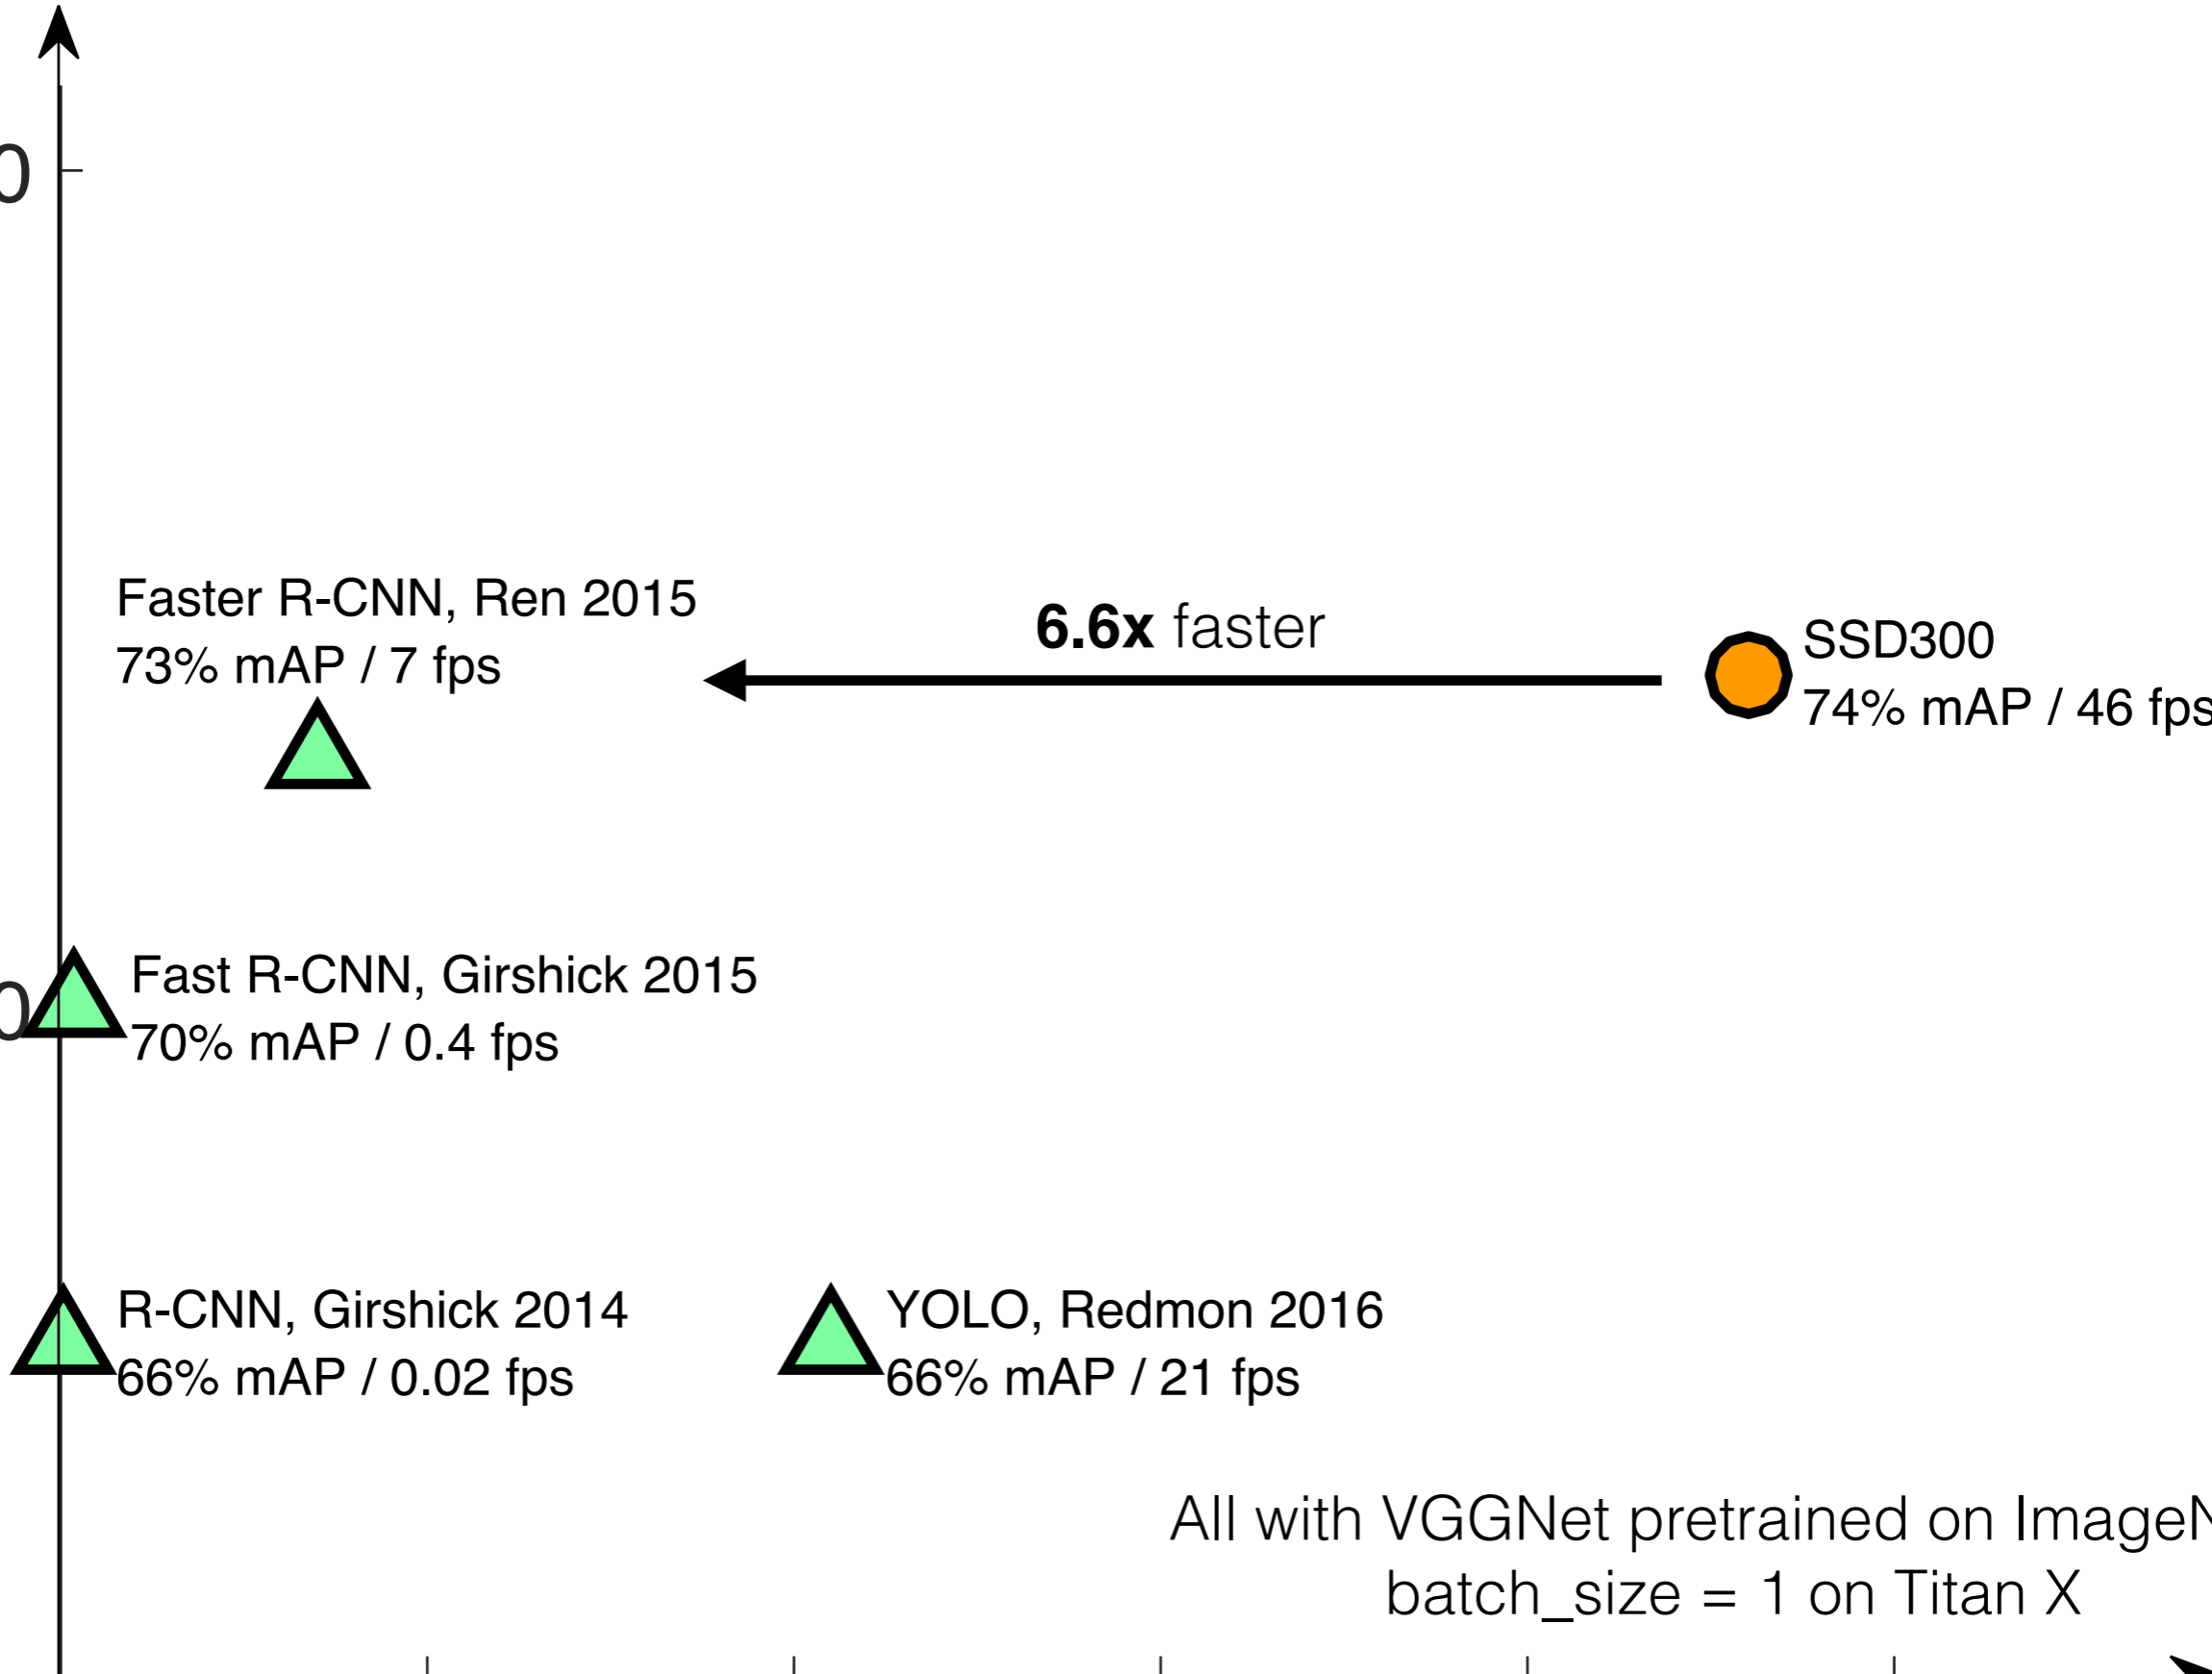 Faster R-CNN, Ren 2015
73% mAP / 7 fps
6.6x faster
SSD300
74% mAP / 46 fps
Fast R-CNN, Girshick 2015
70% mAP / 0.4 fps
R-CNN, Girshick 2014
66% mAP / 0.02 fps
YOLO, Redmon 2016
66% mAP / 21 fps
All with VGGNet pretrained on
batch_size = 1 on Titan X